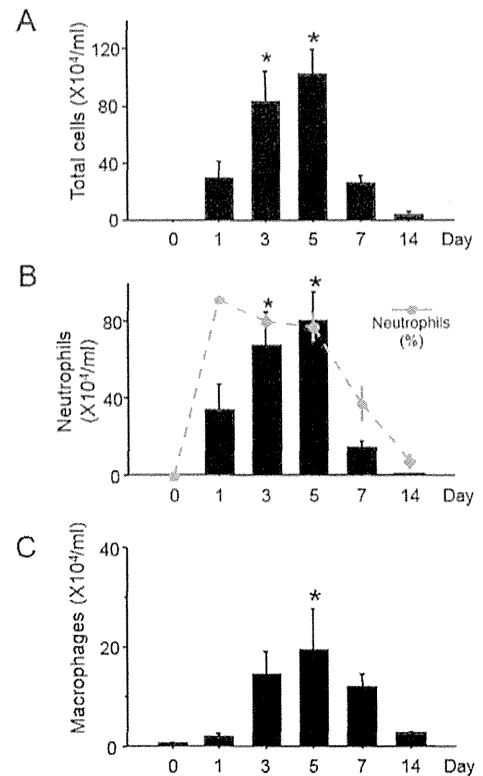 A
Total cells (X10⁴/ml)
120
80
40
0
* *
0 1 3 5 7 14 Day
B
Neutrophils
(X10⁴/ml)
80
40
0
* *
Neutrophils
(%)
0 1 3 5 7 14 Day
C
Macrophages (X10⁴/ml)
40
20
0
*
0 1 3 5 7 14 Day